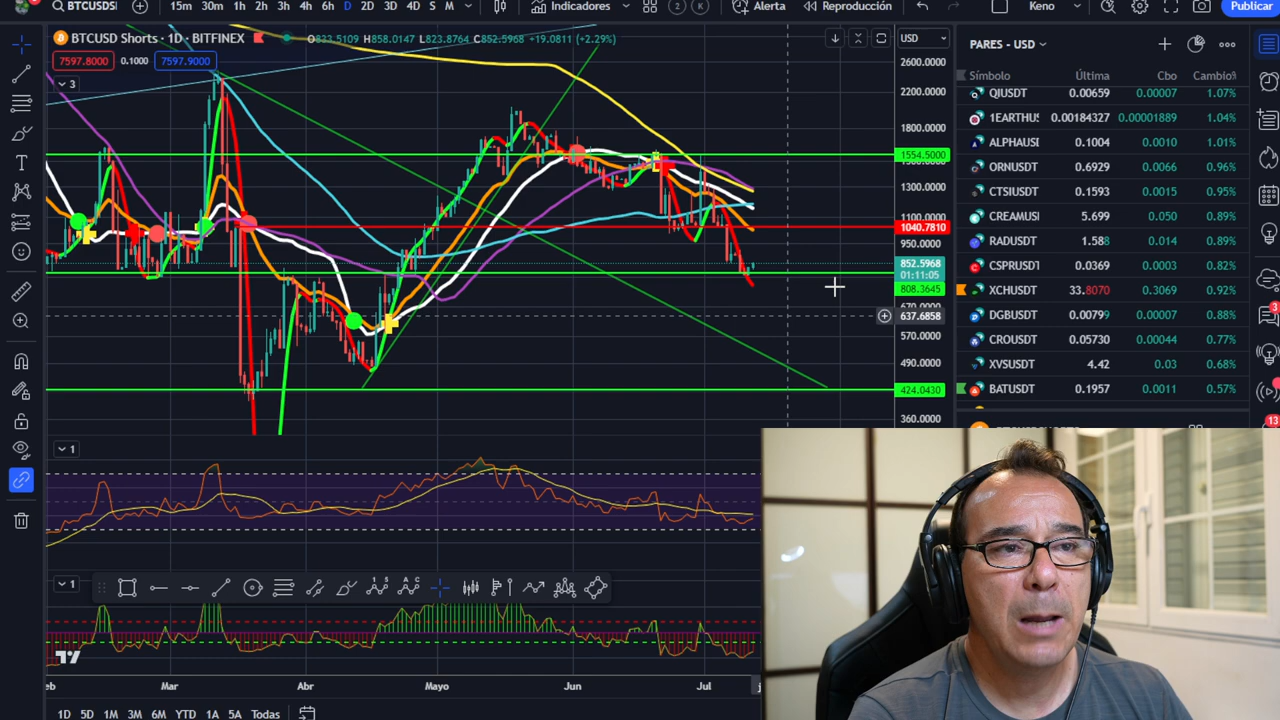 BTCUSDS
15m 30m 1h 2h 3h 4h 6h D 2D 3D 4D S M
Indicadores
2
K
Alerta
Reproducción
Keno
Publicar
BTCUSD Shorts · 1D · BITFINEX
O833.5109 H858.0147 L823.8764 C852.5968 +19.0811 (+2.29%)
7597.8000 0.1000 7597.9000
3
USD
2600.0000
2200.0000
1800.0000
1554.5000
1300.0000
1100.0000
1040.7810
950.0000
852.5968
01:11:05
808.3645
637.6858
570.0000
490.0000
424.0430
360.0000
1
1
Mar Abr Mayo Jun Jul
1D 5D 1M 3M 6M YTD 1A 5A Todas
PARES - USD
Símbolo Última Cbo Cambio%
QIUSDT 0.00659 0.00007 1.07%
1EARTHUS 0.00184327 0.00001889 1.04%
ALPHAUSI 0.1004 0.0010 1.01%
ORNUSDT 0.6929 0.0066 0.96%
CTSIUSDT 0.1593 0.0015 0.95%
CREAMUSI 5.699 0.050 0.89%
RADUSDT 1.588 0.014 0.89%
CSPRUSDT 0.0367 0.0003 0.82%
XCHUSDT 33.8070 0.3069 0.92%
DGBUSDT 0.00799 0.00007 0.88%
CROUSDT 0.05730 0.00044 0.77%
XVSUSDT 4.42 0.03 0.68%
BATUSDT 0.1957 0.0011 0.57%
3
13